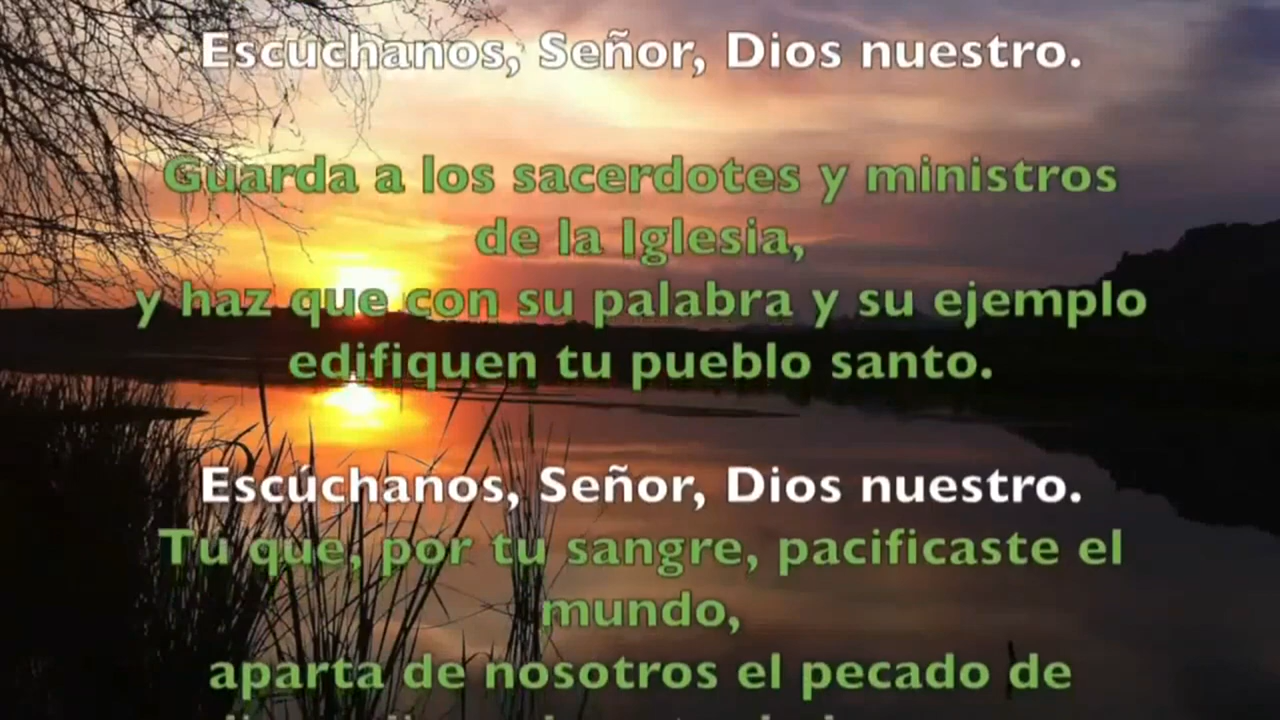 Escúchanos, Señor, Dios nuestro.
Guarda a los sacerdotes y ministros
de la Iglesia,
y haz que con su palabra y su ejemplo
edifiquen tu pueblo santo.
Escúchanos, Señor, Dios nuestro.
Tu que, por tu sangre, pacificaste el
mundo,
aparta de nosotros el pecado de